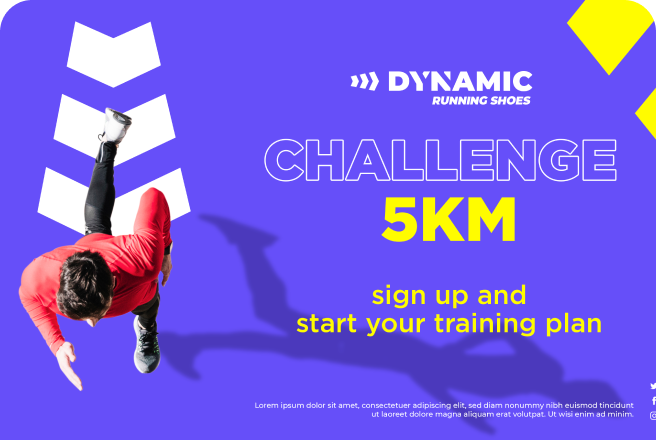 DYNAMIC
RUNNING SHOES
CHALLENGE
5KM
sign up and
start your training plan
Lorem ipsum dolor sit amet, consectetuer adipiscing elit, sed diam nonummy nibh euismod tincidunt
ut laoreet dolore magna aliquam erat volutpat. Ut wisi enim ad minim.